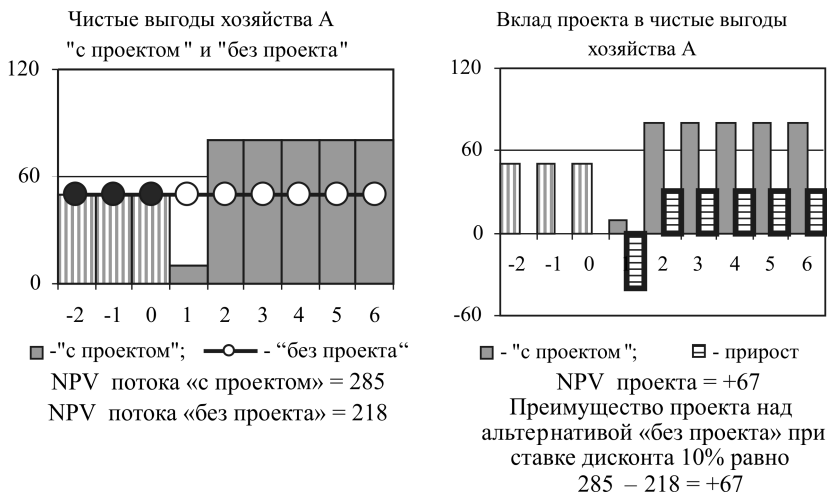 Чистые выгоды хозяйства А
"с проектом" и "без проекта"
120
60
0
-2 -1 0 1 2 3 4 5 6
-"с проектом"; - “без проекта“
NPV потока «с проектом» = 285
NPV потока «без проекта» = 218
Вклад проекта в чистые выгоды
хозяйства А
120
60
0
-60
-2 -1 0 1 2 3 4 5 6
- "с проектом"; - прирост
NPV проекта = +67
Преимущество проекта над
альтернативой «без проекта» при
ставке дисконта 10% равно
285 – 218 = +67